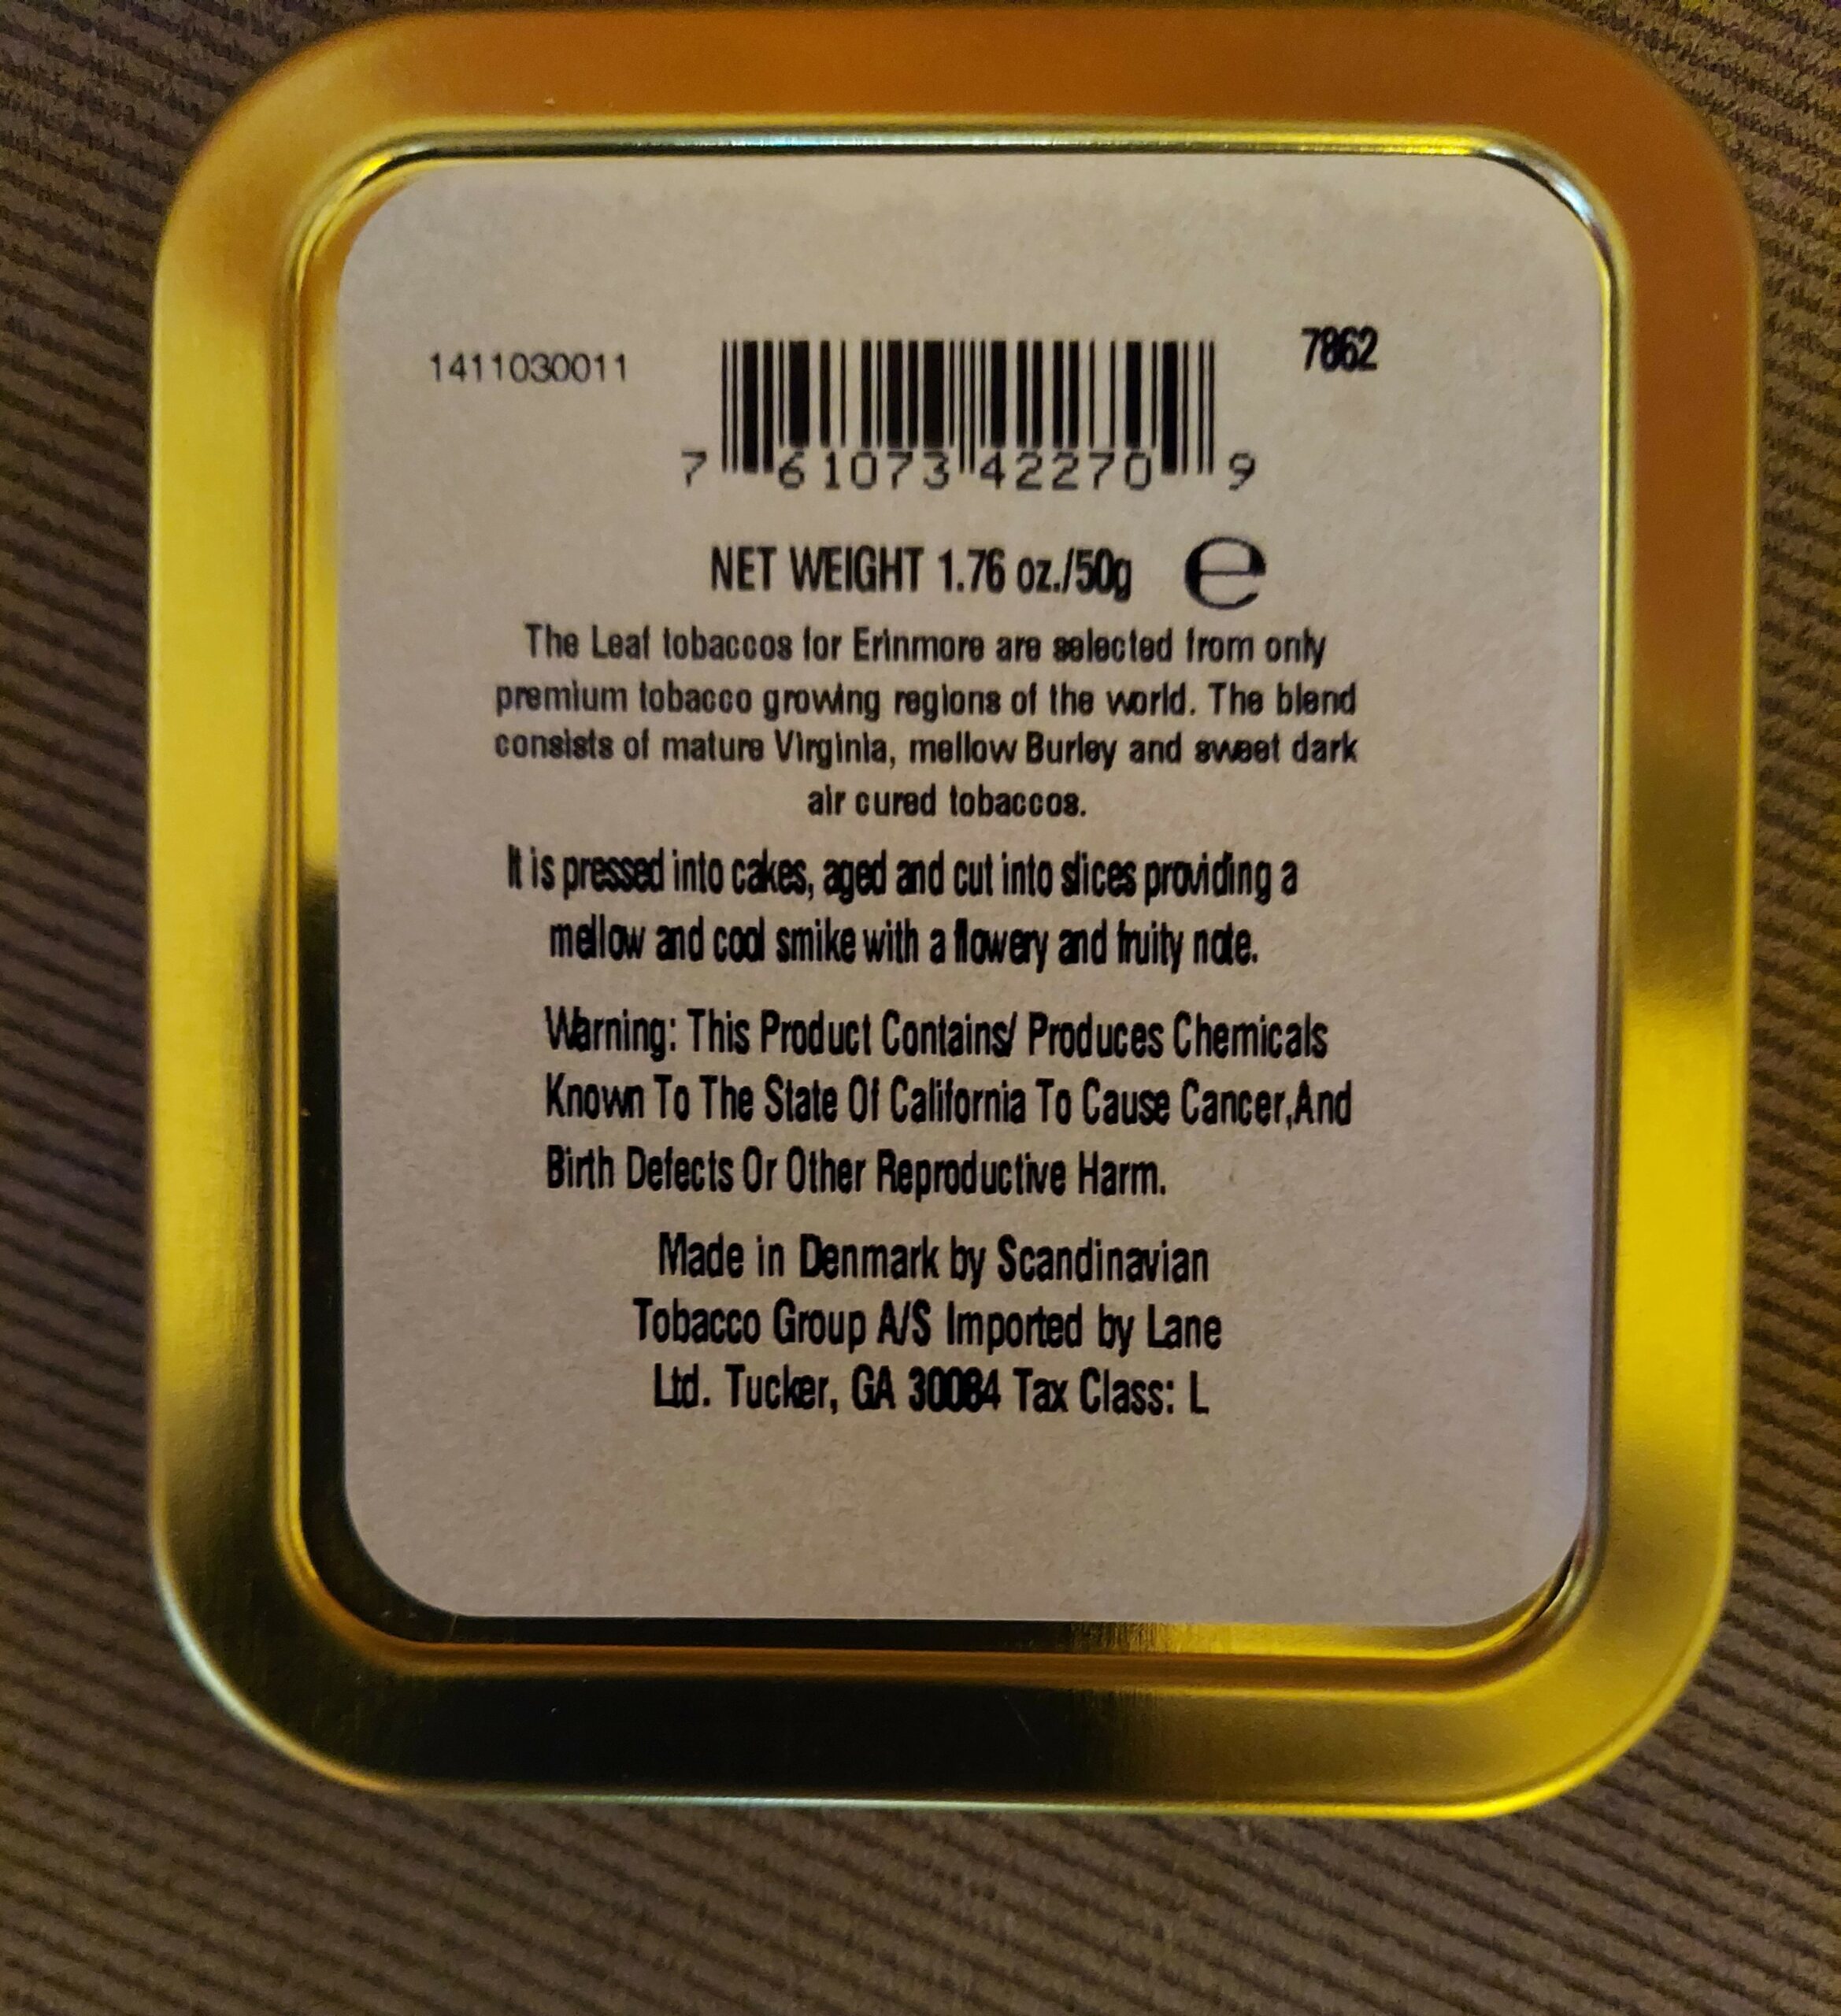 1411030011
7862
7 61073 42270 9
NET WEIGHT 1.76 oz./50g ℮
The Leaf tobaccos for Erinmore are selected from only
premium tobacco growing regions of the world. The blend
consists of mature Virginia, mellow Burley and sweet dark
air cured tobaccos.
It is pressed into cakes, aged and cut into slices providing a
mellow and cool smike with a flowery and fruity note.
Warning: This Product Contains/ Produces Chemicals
Known To The State Of California To Cause Cancer,And
Birth Defects Or Other Reproductive Harm.
Made in Denmark by Scandinavian
Tobacco Group A/S Imported by Lane
Ltd. Tucker, GA 30084 Tax Class: L